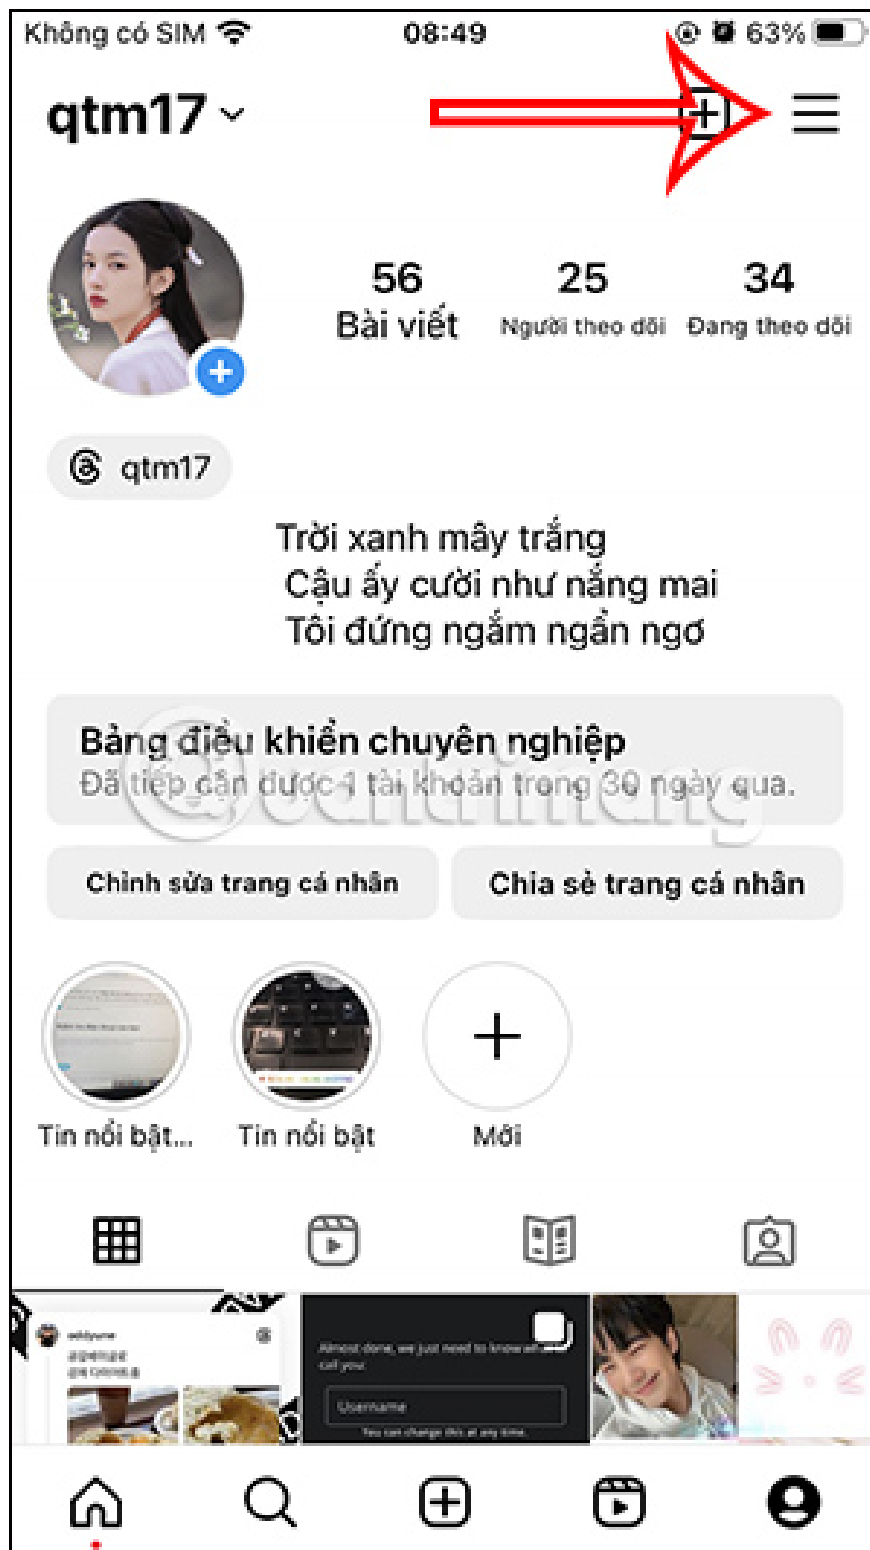 Không có SIM 08:49 63%
qtm17
56 25 34
Bài viết Người theo dõi Đang theo dõi
qtm17
Trời xanh mây trắng
Cậu ấy cười như nắng mai
Tôi đứng ngắm ngẩn ngơ
Bảng điều khiển chuyên nghiệp
Đã tiếp cận được 1 tài khoản trong 30 ngày qua.
@uantrimang
Chỉnh sửa trang cá nhân Chia sẻ trang cá nhân
Tin nổi bật... Tin nổi bật Mới
Almost done, we just need to know
call you:
Username
You can change this at any time.